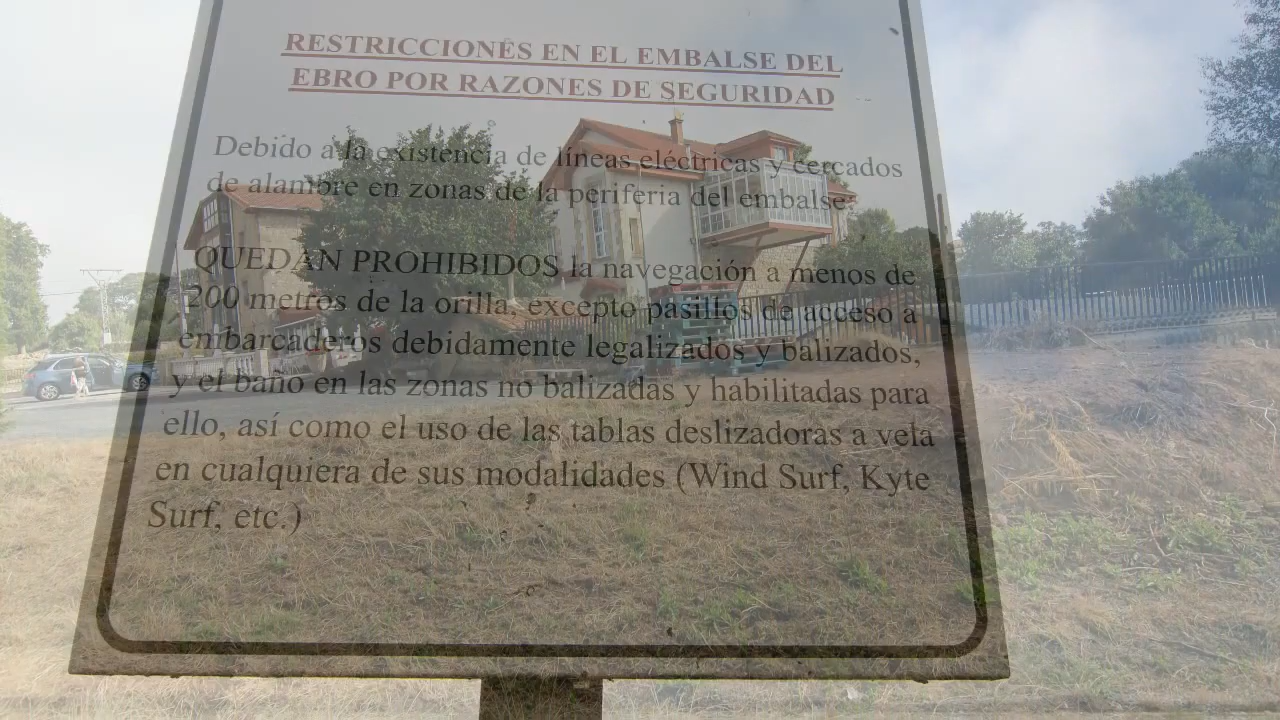 RESTRICCIONES EN EL EMBALSE DEL
EBRO POR RAZONES DE SEGURIDAD
Debido a la existencia de líneas eléctricas y cercados
de alambre en zonas de la periferia del embalse
QUEDAN PROHIBIDOS la navegación a menos de
200 metros de la orilla, excepto pasillos de acceso a
embarcaderos debidamente legalizados y balizados,
y el baño en las zonas no balizadas y habilitadas para
ello, así como el uso de las tablas deslizadoras a vela
en cualquiera de sus modalidades (Wind Surf, Kyte
Surf, etc.)